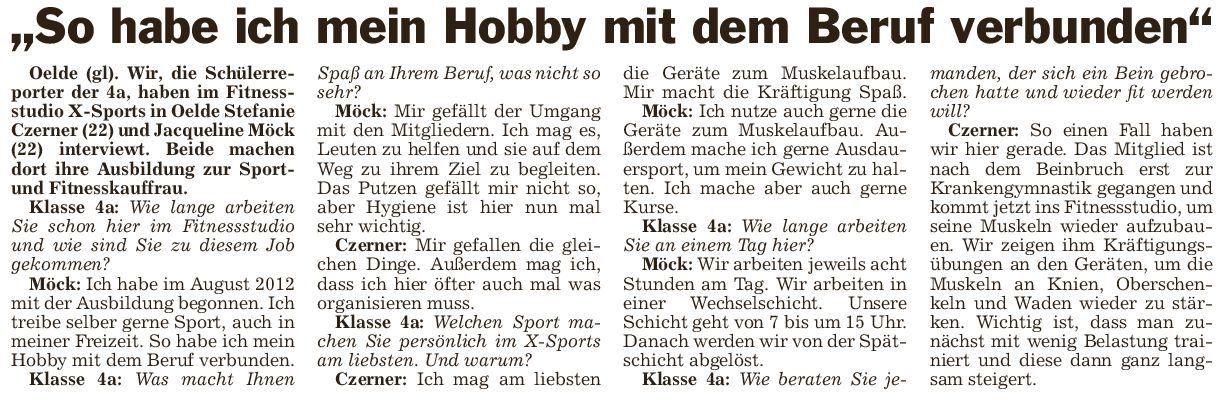 „So habe ich mein Hobby mit dem Beruf verbunden“
Oelde (gl). Wir, die Schülerre-
porter der 4a, haben im Fitness-
studio X-Sports in Oelde Stefanie
Czerner (22) und Jacqueline Möck
(22) interviewt. Beide machen
dort ihre Ausbildung zur Sport-
und Fitnesskauffrau.
Klasse 4a: Wie lange arbeiten
Sie schon hier im Fitnessstudio
und wie sind Sie zu diesem Job
gekommen?
Möck: Ich habe im August 2012
mit der Ausbildung begonnen. Ich
treibe selber gerne Sport, auch in
meiner Freizeit. So habe ich mein
Hobby mit dem Beruf verbunden.
Klasse 4a: Was macht Ihnen
Spaß an Ihrem Beruf, was nicht so
sehr?
Möck: Mir gefällt der Umgang
mit den Mitgliedern. Ich mag es,
Leuten zu helfen und sie auf dem
Weg zu ihrem Ziel zu begleiten.
Das Putzen gefällt mir nicht so,
aber Hygiene ist hier nun mal
sehr wichtig.
Czerner: Mir gefallen die glei-
chen Dinge. Außerdem mag ich,
dass ich hier öfter auch mal was
organisieren muss.
Klasse 4a: Welchen Sport ma-
chen Sie persönlich im X-Sports
am liebsten. Und warum?
Czerner: Ich mag am liebsten
die Geräte zum Muskelaufbau.
Mir macht die Kräftigung Spaß.
Möck: Ich nutze auch gerne die
Geräte zum Muskelaufbau. Au-
ßerdem mache ich gerne Ausdau-
ersport, um mein Gewicht zu hal-
ten. Ich mache aber auch gerne
Kurse.
Klasse 4a: Wie lange arbeiten
Sie an einem Tag hier?
Möck: Wir arbeiten jeweils acht
Stunden am Tag. Wir arbeiten in
einer Wechselschicht. Unsere
Schicht geht von 7 bis um 15 Uhr.
Danach werden wir von der Spät-
schicht abgelöst.
Klasse 4a: Wie beraten Sie je-
manden, der sich ein Bein gebro-
chen hatte und wieder fit werden
will?
Czerner: So einen Fall haben
wir hier gerade. Das Mitglied ist
nach dem Beinbruch erst zur
Krankengymnastik gegangen und
kommt jetzt ins Fitnessstudio, um
seine Muskeln wieder aufzubau-
en. Wir zeigen ihm Kräftigungs-
übungen an den Geräten, um die
Muskeln an Knien, Oberschen-
keln und Waden wieder zu stär-
ken. Wichtig ist, dass man zu-
nächst mit wenig Belastung trai-
niert und diese dann ganz lang-
sam steigert.